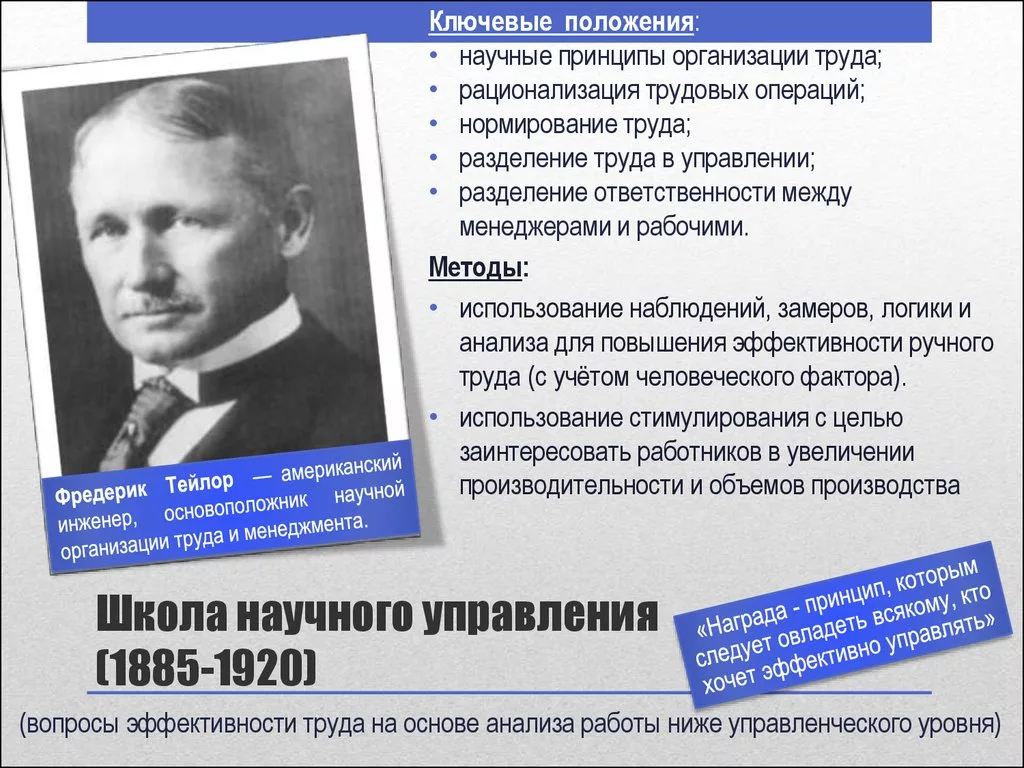 Ключевые положения:
• научные принципы организации труда;
• рационализация трудовых операций;
• нормирование труда;
• разделение труда в управлении;
• разделение ответственности между
менеджерами и рабочими.
Методы:
• использование наблюдений, замеров, логики и
анализа для повышения эффективности ручного
труда (с учётом человеческого фактора).
• использование стимулирования с целью
заинтересовать работников в увеличении
производительности и объемов производства
Фредерик Тейлор — американский
инженер, основоположник научной
организации труда и менеджмента.
Школа научного управления
(1885-1920)
«Награда - принцип, которым
следует овладеть всякому, кто
хочет эффективно управлять»
(вопросы эффективности труда на основе анализа работы ниже управленческого уровня)